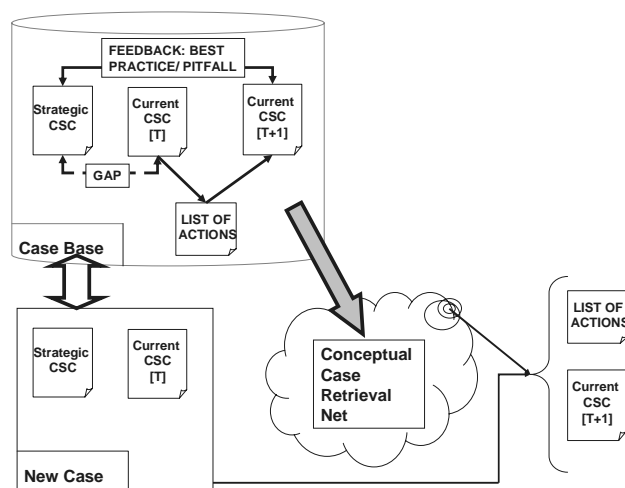 FEEDBACK: BEST
PRACTICE/ PITFALL
Strategic
CSC
Current
CSC
[T]
Current
CSC
[T+1]
GAP
LIST OF
ACTIONS
Case Base
Strategic
CSC
Current
CSC
[T]
New Case
Conceptual
Case
Retrieval
Net
LIST OF
ACTIONS
Current
CSC
[T+1]